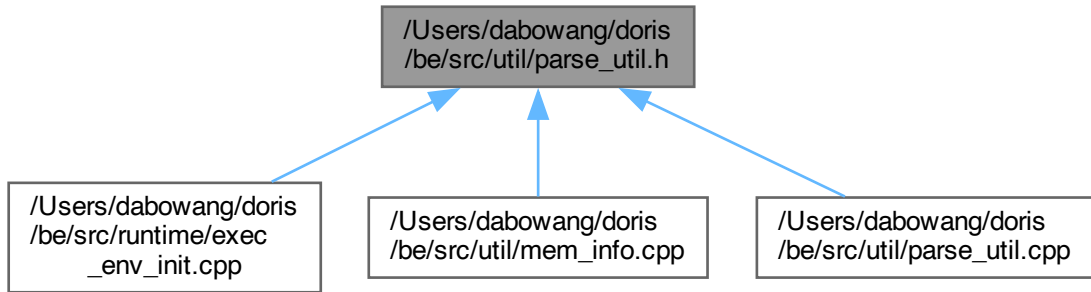 /Users/dabowang/doris
/be/src/util/parse_util.h
/Users/dabowang/doris
/be/src/runtime/exec
_env_init.cpp
/Users/dabowang/doris
/be/src/util/mem_info.cpp
/Users/dabowang/doris
/be/src/util/parse_util.cpp